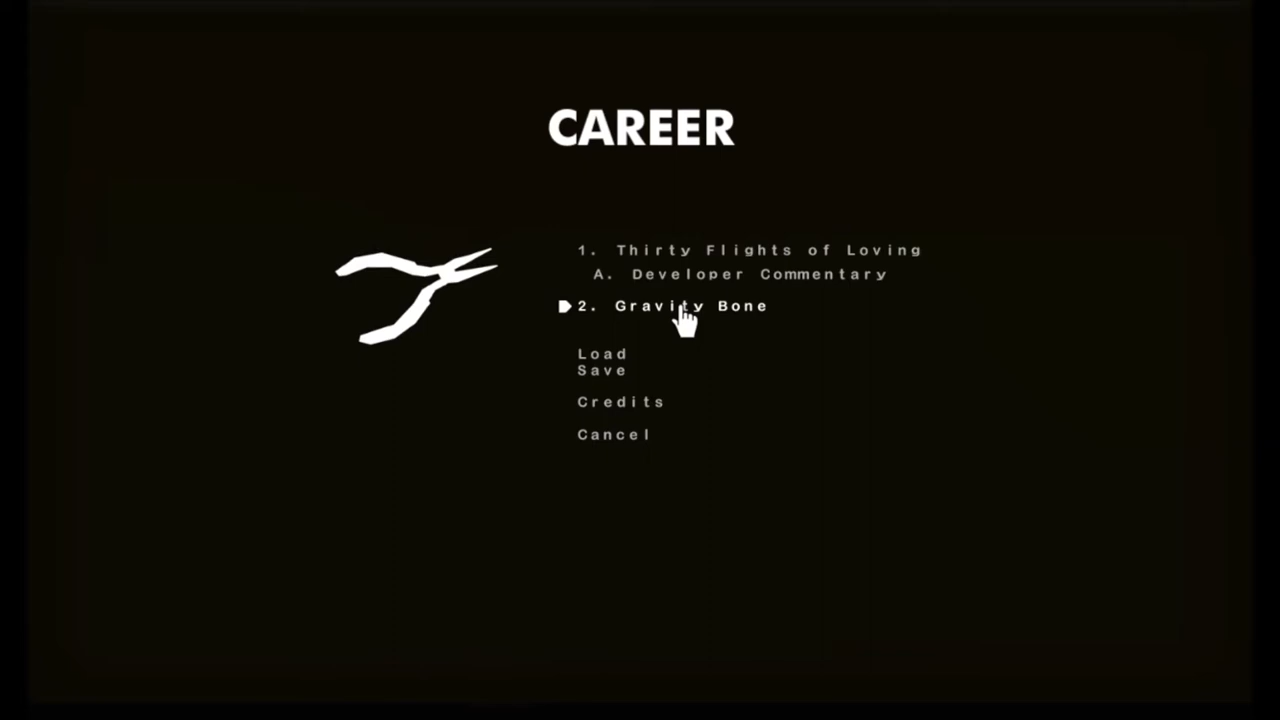 CAREER
1. Thirty Flights of Loving
A. Developer Commentary
2. Gravity Bone
Load
Save
Credits
Cancel